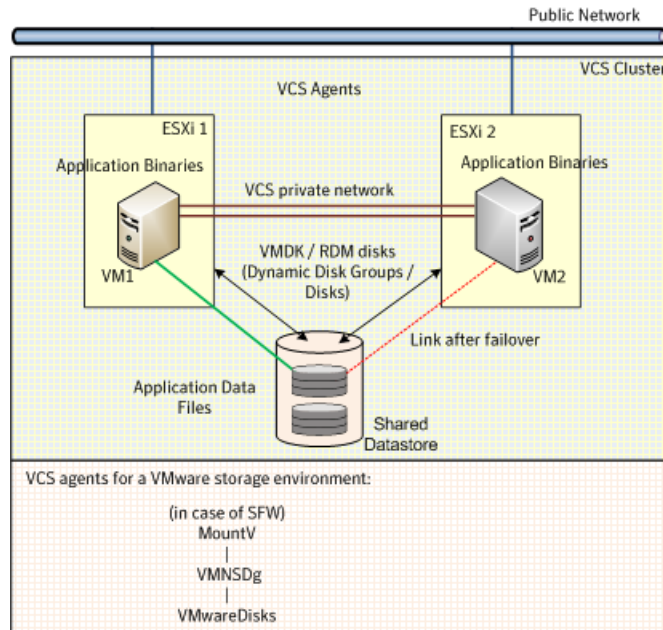 Public Network
VCS Cluster
VCS Agents
ESXi 1
ESXi 2
Application Binaries
Application Binaries
VCS private network
VMDK / RDM disks
(Dynamic Disk Groups /
Disks)
VM1
VM2
Link after failover
Application Data
Files
Shared
Datastore
VCS agents for a VMware storage environment:
(in case of SFW)
MountV
|
VMNSDg
|
VMwareDisks